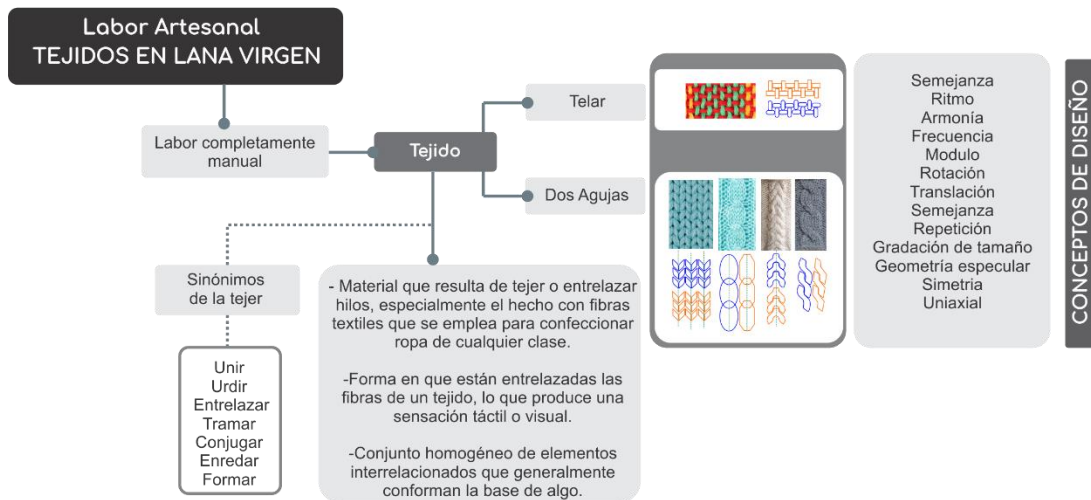 Labor Artesanal
TEJIDOS EN LANA VIRGEN
Labor completamente
manual
Tejido
Telar
Dos Agujas
Sinónimos
de la tejer
Unir
Urdir
Entrelazar
Tramar
Conjugar
Enredar
Formar
- Material que resulta de tejer o entrelazar
hilos, especialmente el hecho con fibras
textiles que se emplea para confeccionar
ropa de cualquier clase.
-Forma en que están entrelazadas las
fibras de un tejido, lo que produce una
sensación táctil o visual.
-Conjunto homogéneo de elementos
interrelacionados que generalmente
conforman la base de algo.
Semejanza
Ritmo
Armonía
Frecuencia
Modulo
Rotación
Translación
Semejanza
Repetición
Gradación de tamaño
Geometría especular
Simetria
Uniaxial
CONCEPTOS DE DISEÑO